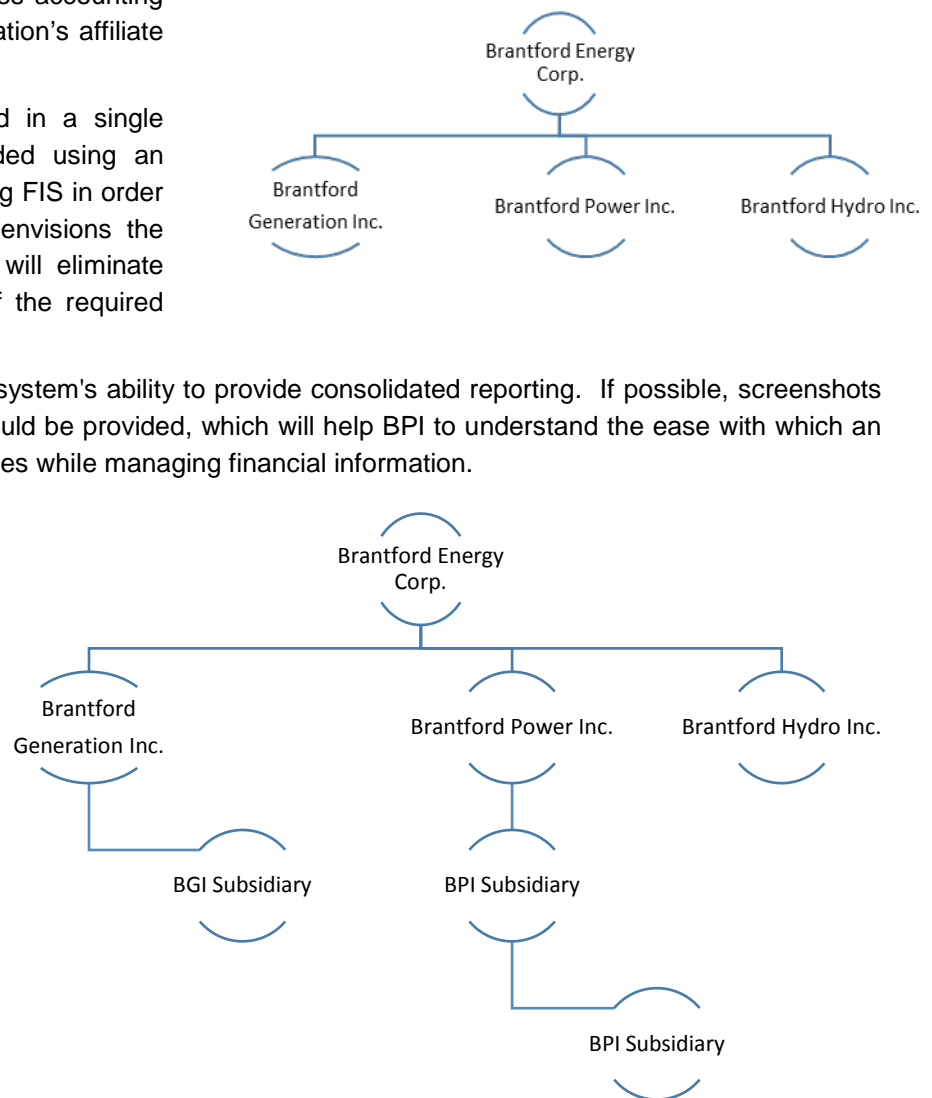 ation's affiliate
d in a single
ded using an
g FIS in order
envisions the
will eliminate
the required
Brantford Energy
Corp.
Brantford
Generation Inc.
Brantford Power Inc.
Brantford Hydro Inc.
system's ability to provide consolidated reporting. If possible, screenshots
uld be provided, which will help BPI to understand the ease with which an
es while managing financial information.
Brantford Energy
Corp.
Brantford
Generation Inc.
Brantford Power Inc.
Brantford Hydro Inc.
BGI Subsidiary
BPI Subsidiary
BPI Subsidiary